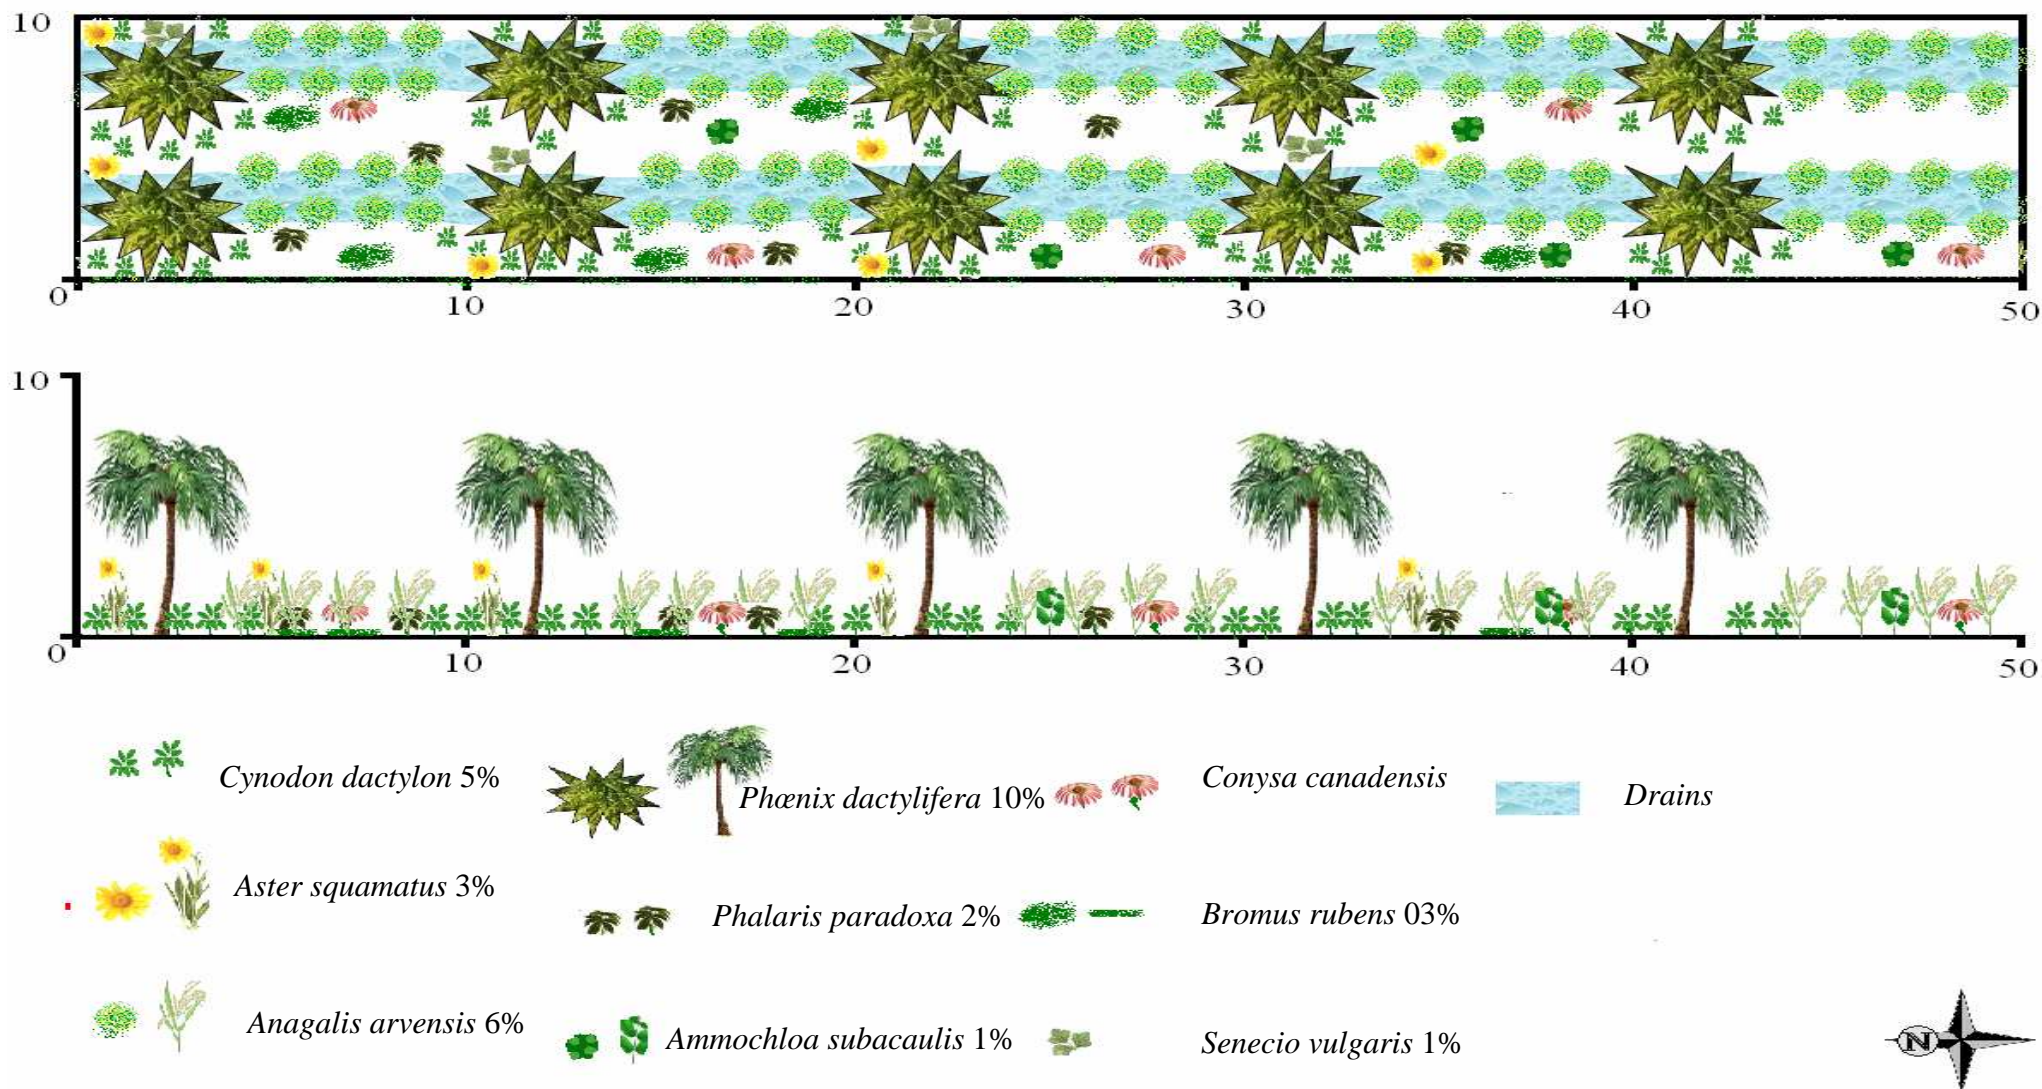 10
0
10
20
30
40
50
10
0
10
20
30
40
50
Cynodon dactylon 5%
Phœnix dactylifera 10%
Conysa canadensis
Drains
Aster squamatus 3%
Phalaris paradoxa 2%
Bromus rubens 03%
Anagalis arvensis 6%
Ammochloa subacaulis 1%
Senecio vulgaris 1%
N